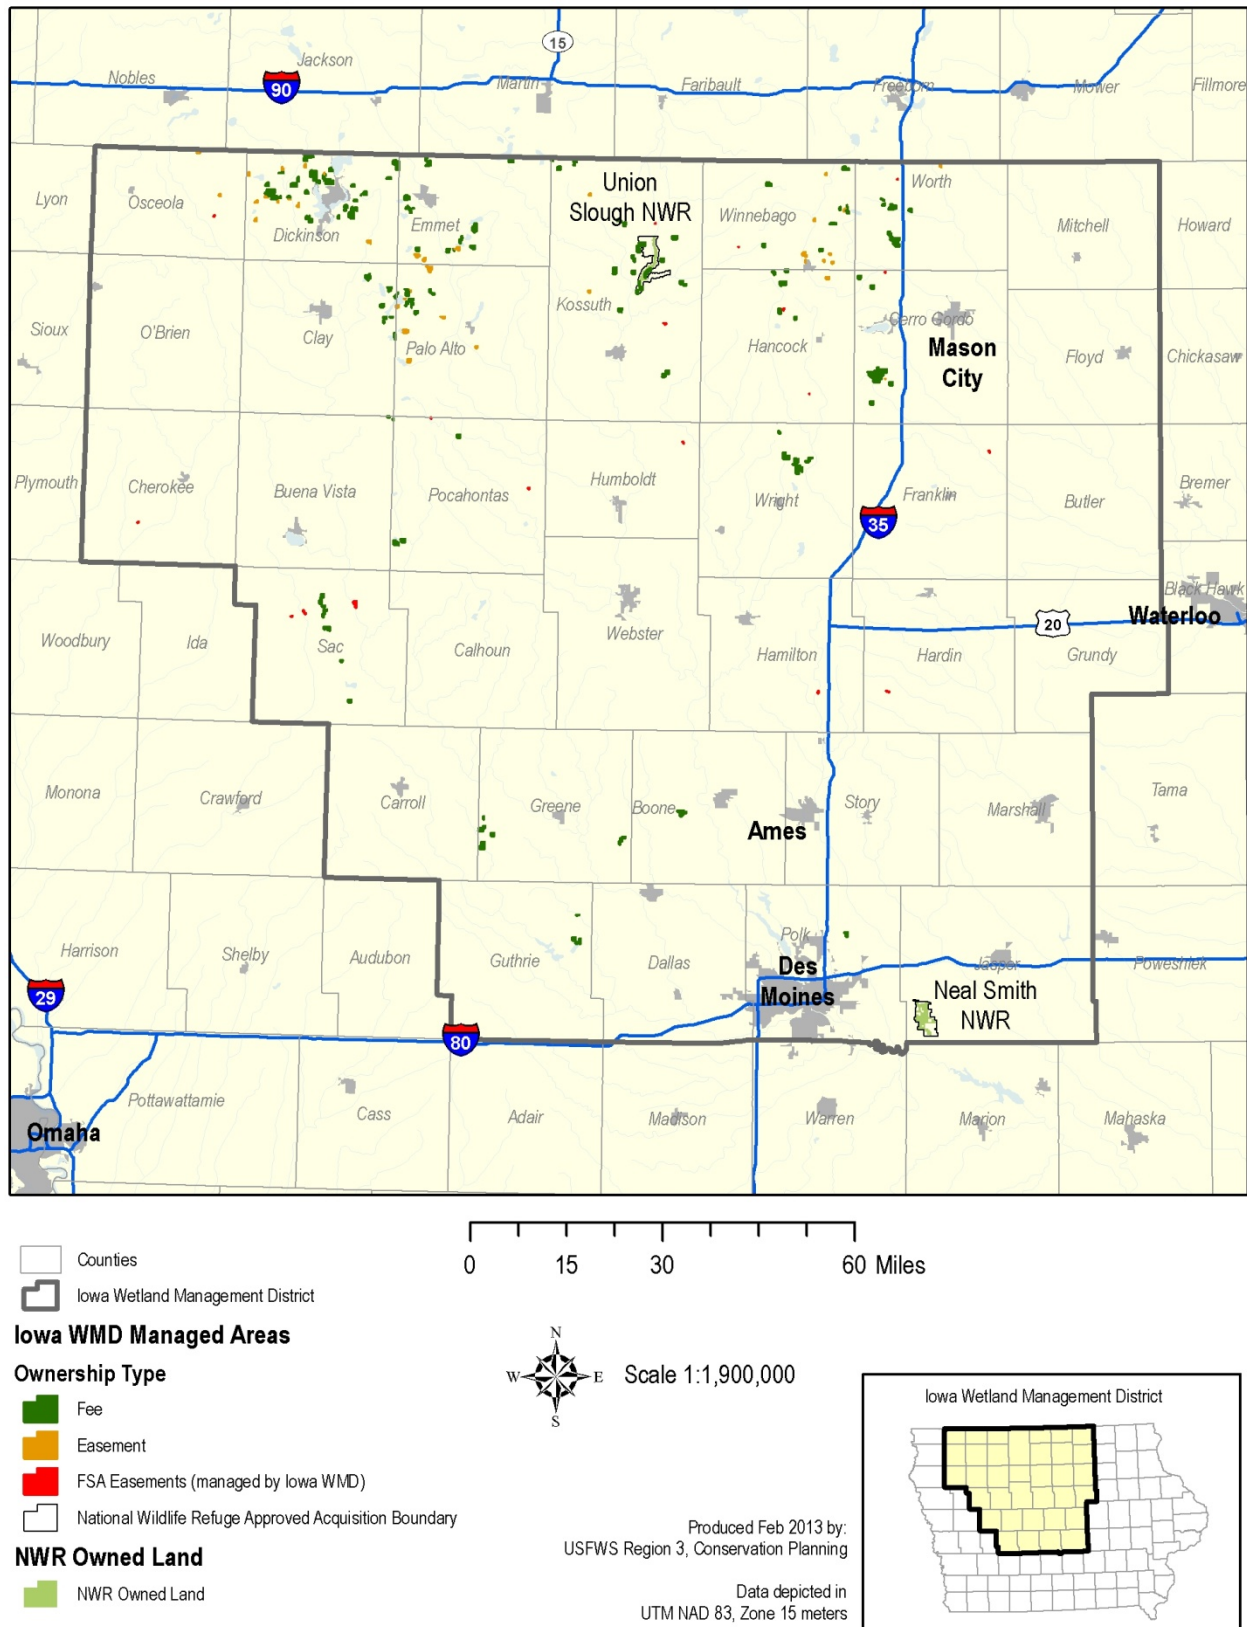 15
Jackson
Nobles
90
Martin
Faribault
Freeborn
Mower
Fillmore
Lyon
Osceola
Dickinson
Emmet
Union
Slough NWR
Winnebago
Worth
Mitchell
Howard
Sioux
O'Brien
Clay
Palo Alto
Kossuth
Hancock
Cerro Gordo
Mason
City
Floyd
Chickasaw
Plymouth
Cherokee
Buena Vista
Pocahontas
Humboldt
Wright
35
Franklin
Butler
Bremer
Woodbury
Ida
Sac
Calhoun
Webster
Hamilton
Hardin
20
Grundy
Black Hawk
Waterloo
Monona
Crawford
Carroll
Greene
Boone
Ames
Story
Marshall
Tama
Harrison
Shelby
Audubon
Guthrie
Dallas
Polk
Des
Moines
Jasper
Poweshiek
Neal Smith
NWR
29
80
Omaha
Pottawattamie
Cass
Adair
Madison
Warren
Marion
Mahaska
0 15 30 60 Miles
Counties
Iowa Wetland Management District
Iowa WMD Managed Areas
Ownership Type
Fee
Easement
FSA Easements (managed by Iowa WMD)
National Wildlife Refuge Approved Acquisition Boundary
NWR Owned Land
NWR Owned Land
N
W E
S
Scale 1:1,900,000
Produced Feb 2013 by:
USFWS Region 3, Conservation Planning
Data depicted in
UTM NAD 83, Zone 15 meters
Iowa Wetland Management District